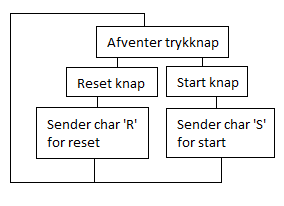 Afventer trykknap
Reset knap
Start knap
Sender char 'R'
for reset
Sender char 'S'
for start